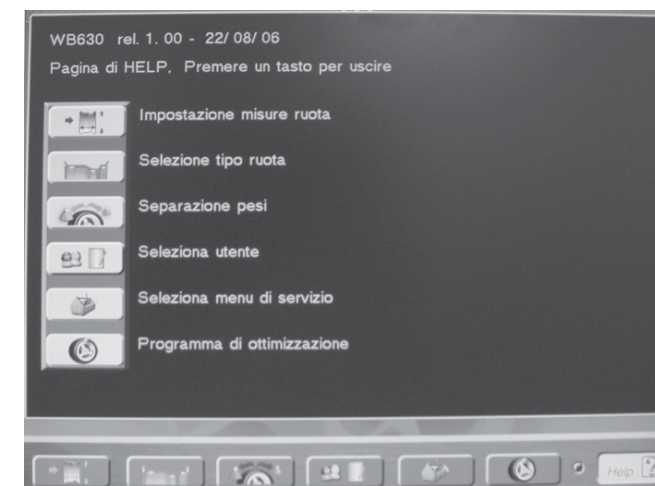 WB630 rel. 1. 00 - 22/ 08/ 06
Pagina di HELP, Premere un tasto per uscire
Impostazione misure ruota
Selezione tipo ruota
Separazione pesi
Seleziona utente
Seleziona menu di servizio
Programma di ottimizzazione
Help ?